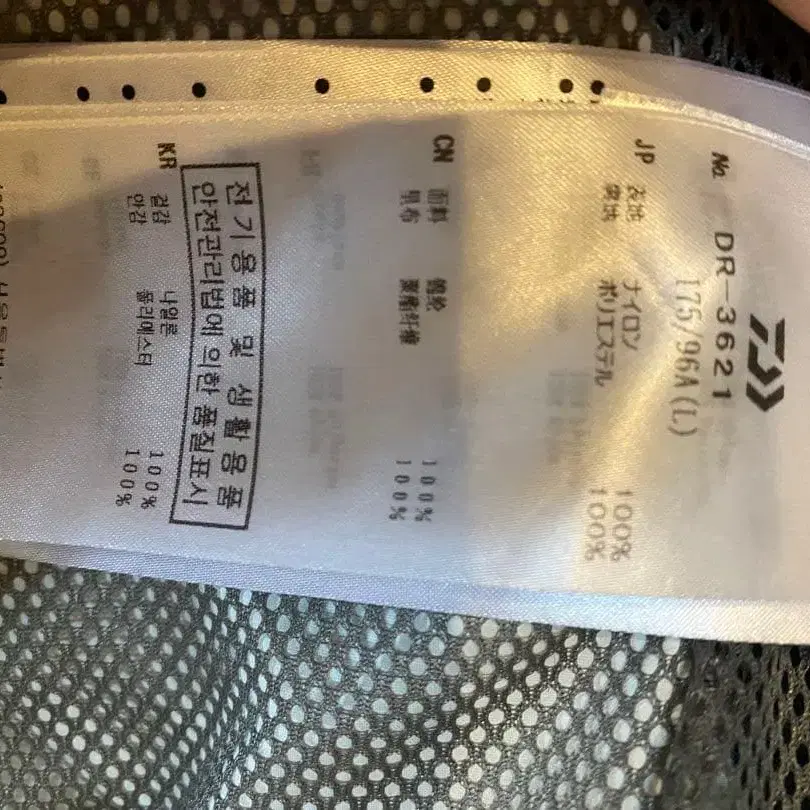 No. DR-3621
175/96A(L)
JP
表地 ナイロン 100%
裏地 ポリエステル 100%
CN
面料 锦纶 100%
里布 聚酯纤维 100%
전기용품 및 생활용품
안전관리법에 의한 품질표시
KR
겉감 나일론 100%
안감 폴리에스터 100%